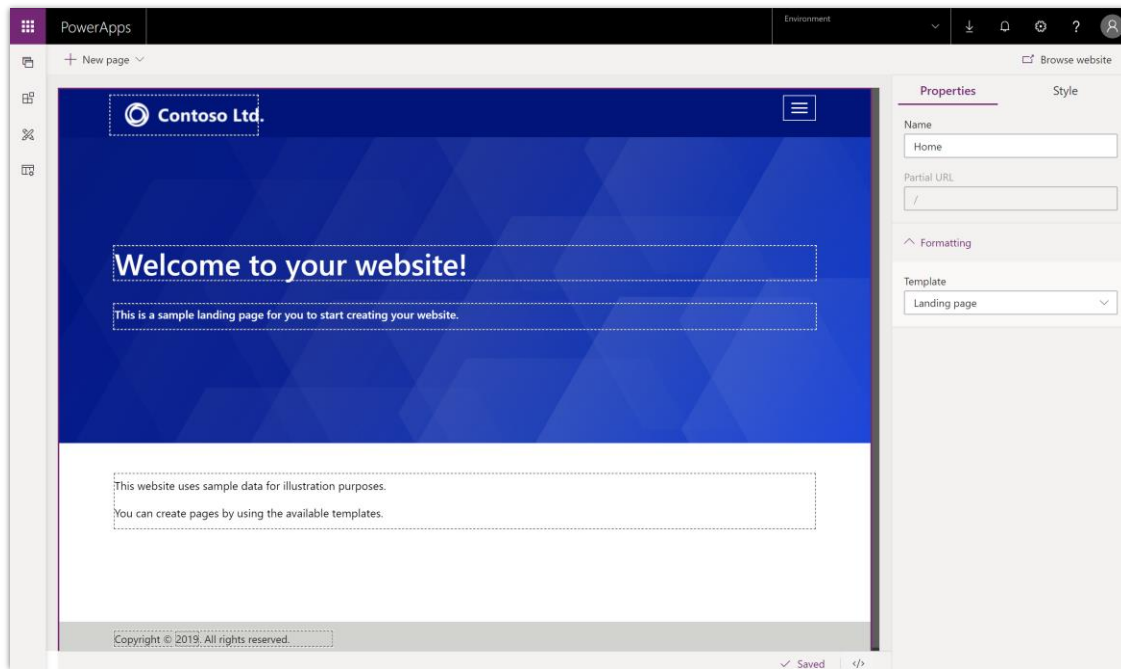 PowerApps
Environment
?
New page
Browse website
Contoso Ltd.
Properties
Style
Name
Home
Partial URL
/
Formatting
Template
Landing page
Welcome to your website!
This is a sample landing page for you to start creating your website.
This website uses sample data for illustration purposes.
You can create pages by using the available templates.
Copyright © 2019. All rights reserved.
Saved
</>